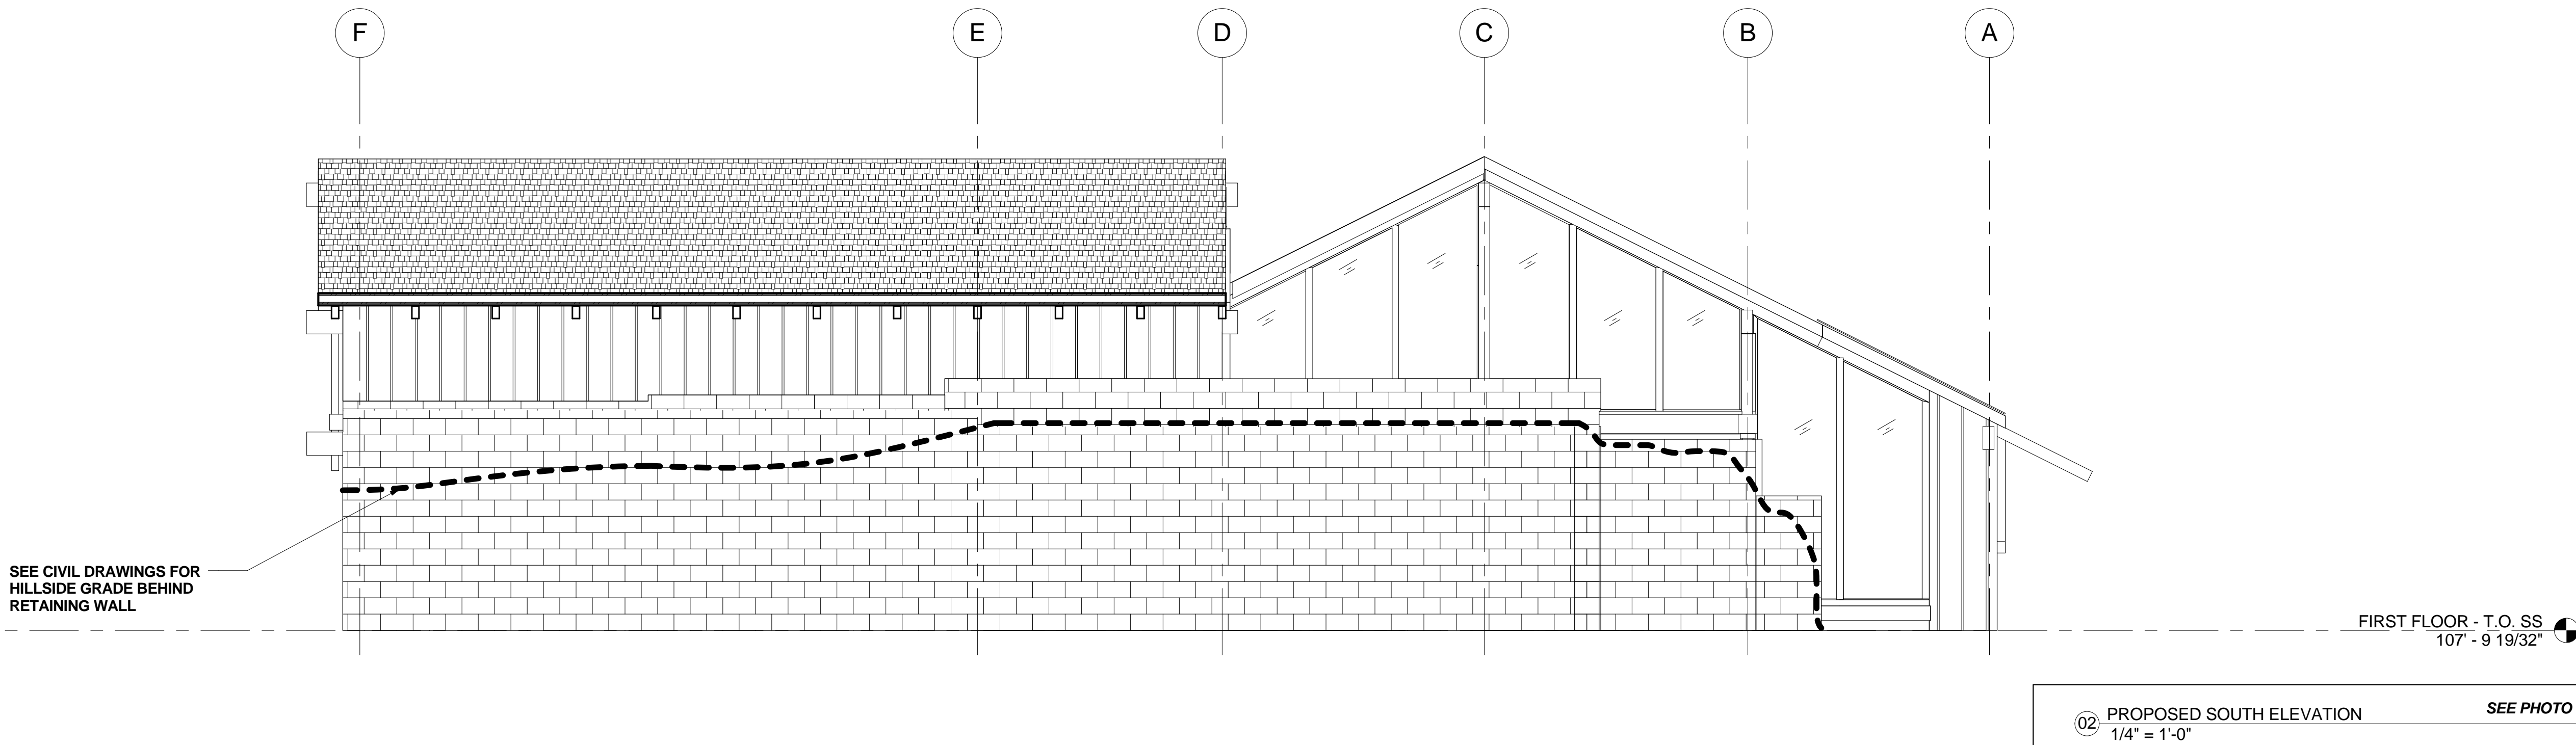 F
E
D
C
B
A
SEE CIVIL DRAWINGS FOR
HILLSIDE GRADE BEHIND
RETAINING WALL
FIRST FLOOR - T.O. SS
107' - 9 19/32"
02
PROPOSED SOUTH ELEVATION
SEE PHOTO
1/4" = 1'-0"